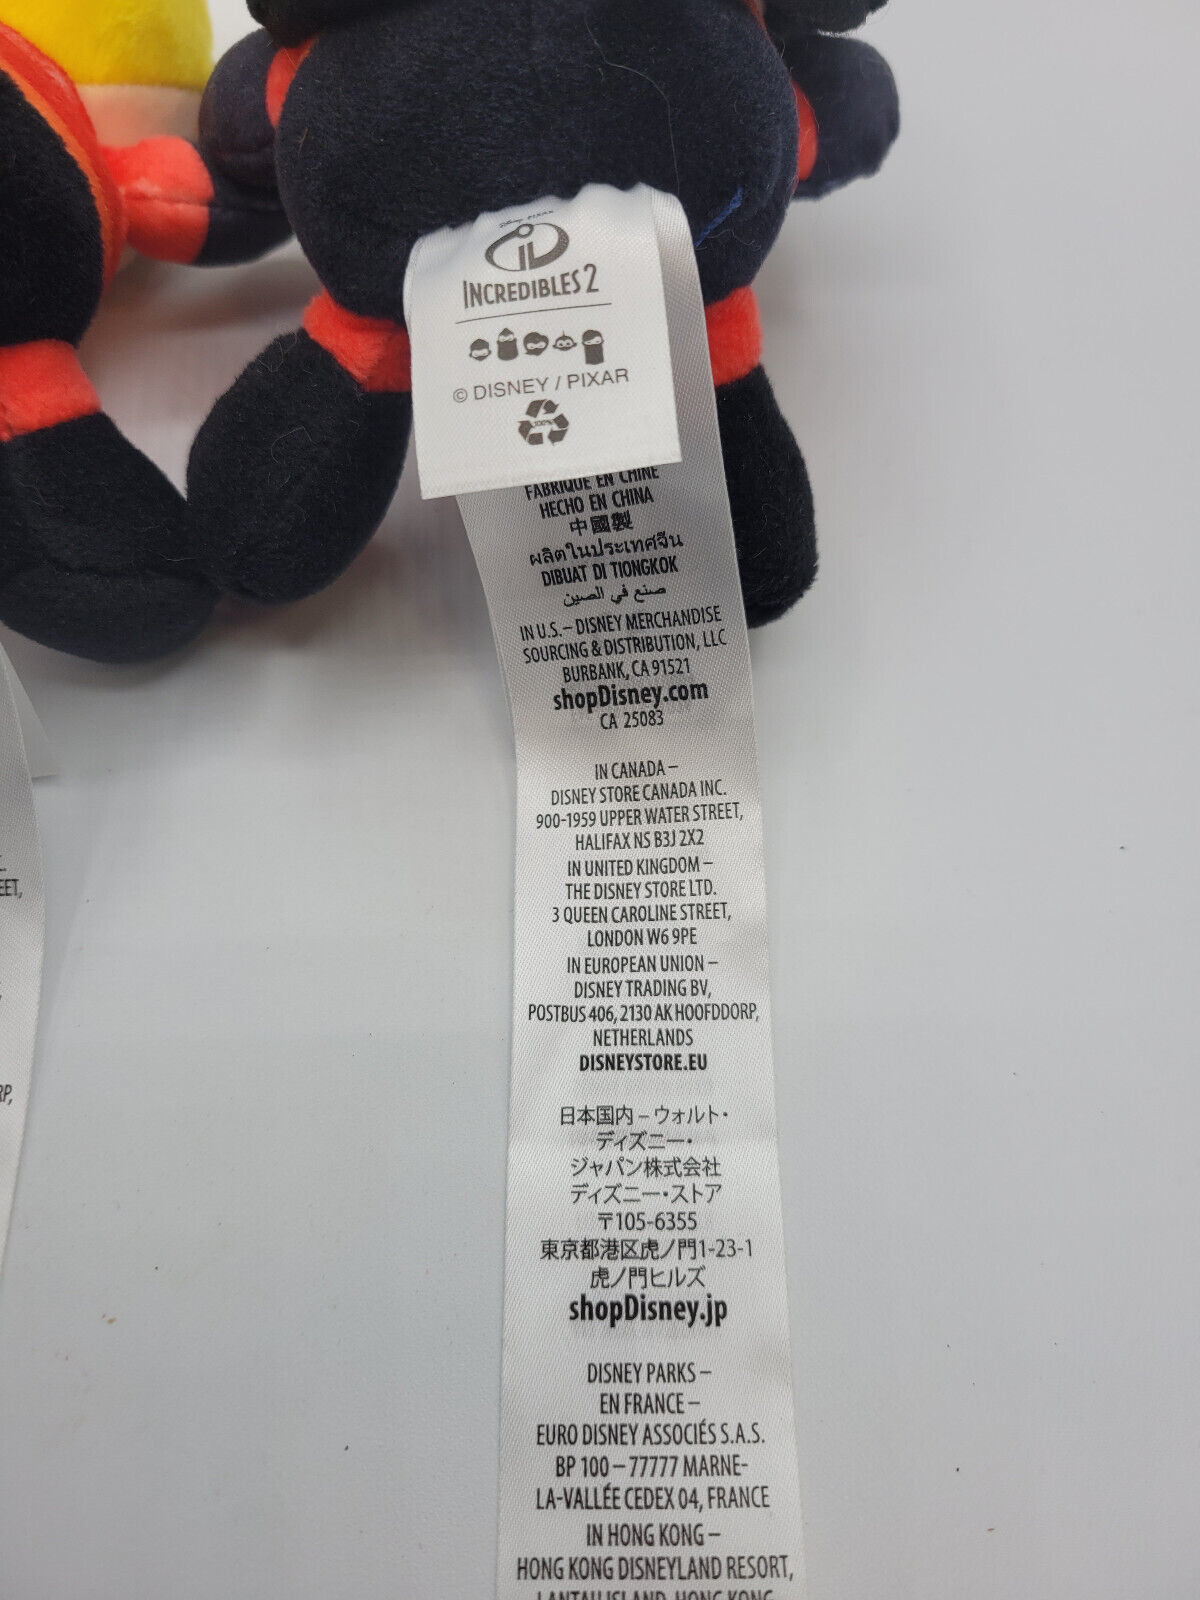 Disney PIXAR
INCREDIBLES 2
© DISNEY / PIXAR
100%
FABRIQUÉ EN CHINE
HECHO EN CHINA
中國製
ผลิตในประเทศจีน
DIBUAT DI TIONGKOK
صنع في الصين
IN U.S. – DISNEY MERCHANDISE
SOURCING & DISTRIBUTION, LLC
BURBANK, CA 91521
shopDisney.com
CA 25083
IN CANADA –
DISNEY STORE CANADA INC.
900-1959 UPPER WATER STREET,
HALIFAX NS B3J 2X2
IN UNITED KINGDOM –
THE DISNEY STORE LTD.
3 QUEEN CAROLINE STREET,
LONDON W6 9PE
IN EUROPEAN UNION –
DISNEY TRADING BV,
POSTBUS 406, 2130 AK HOOFDDORP,
NETHERLANDS
DISNEYSTORE.EU
日本国内 – ウォルト・
ディズニー・
ジャパン株式会社
ディズニー・ストア
〒105-6355
東京都港区虎ノ門1-23-1
虎ノ門ヒルズ
shopDisney.jp
DISNEY PARKS –
EN FRANCE –
EURO DISNEY ASSOCIÉS S.A.S.
BP 100 – 77777 MARNE-
LA-VALLÉE CEDEX 04, FRANCE
IN HONG KONG –
HONG KONG DISNEYLAND RESORT,
LANTAU ISLAND, HONG KONG